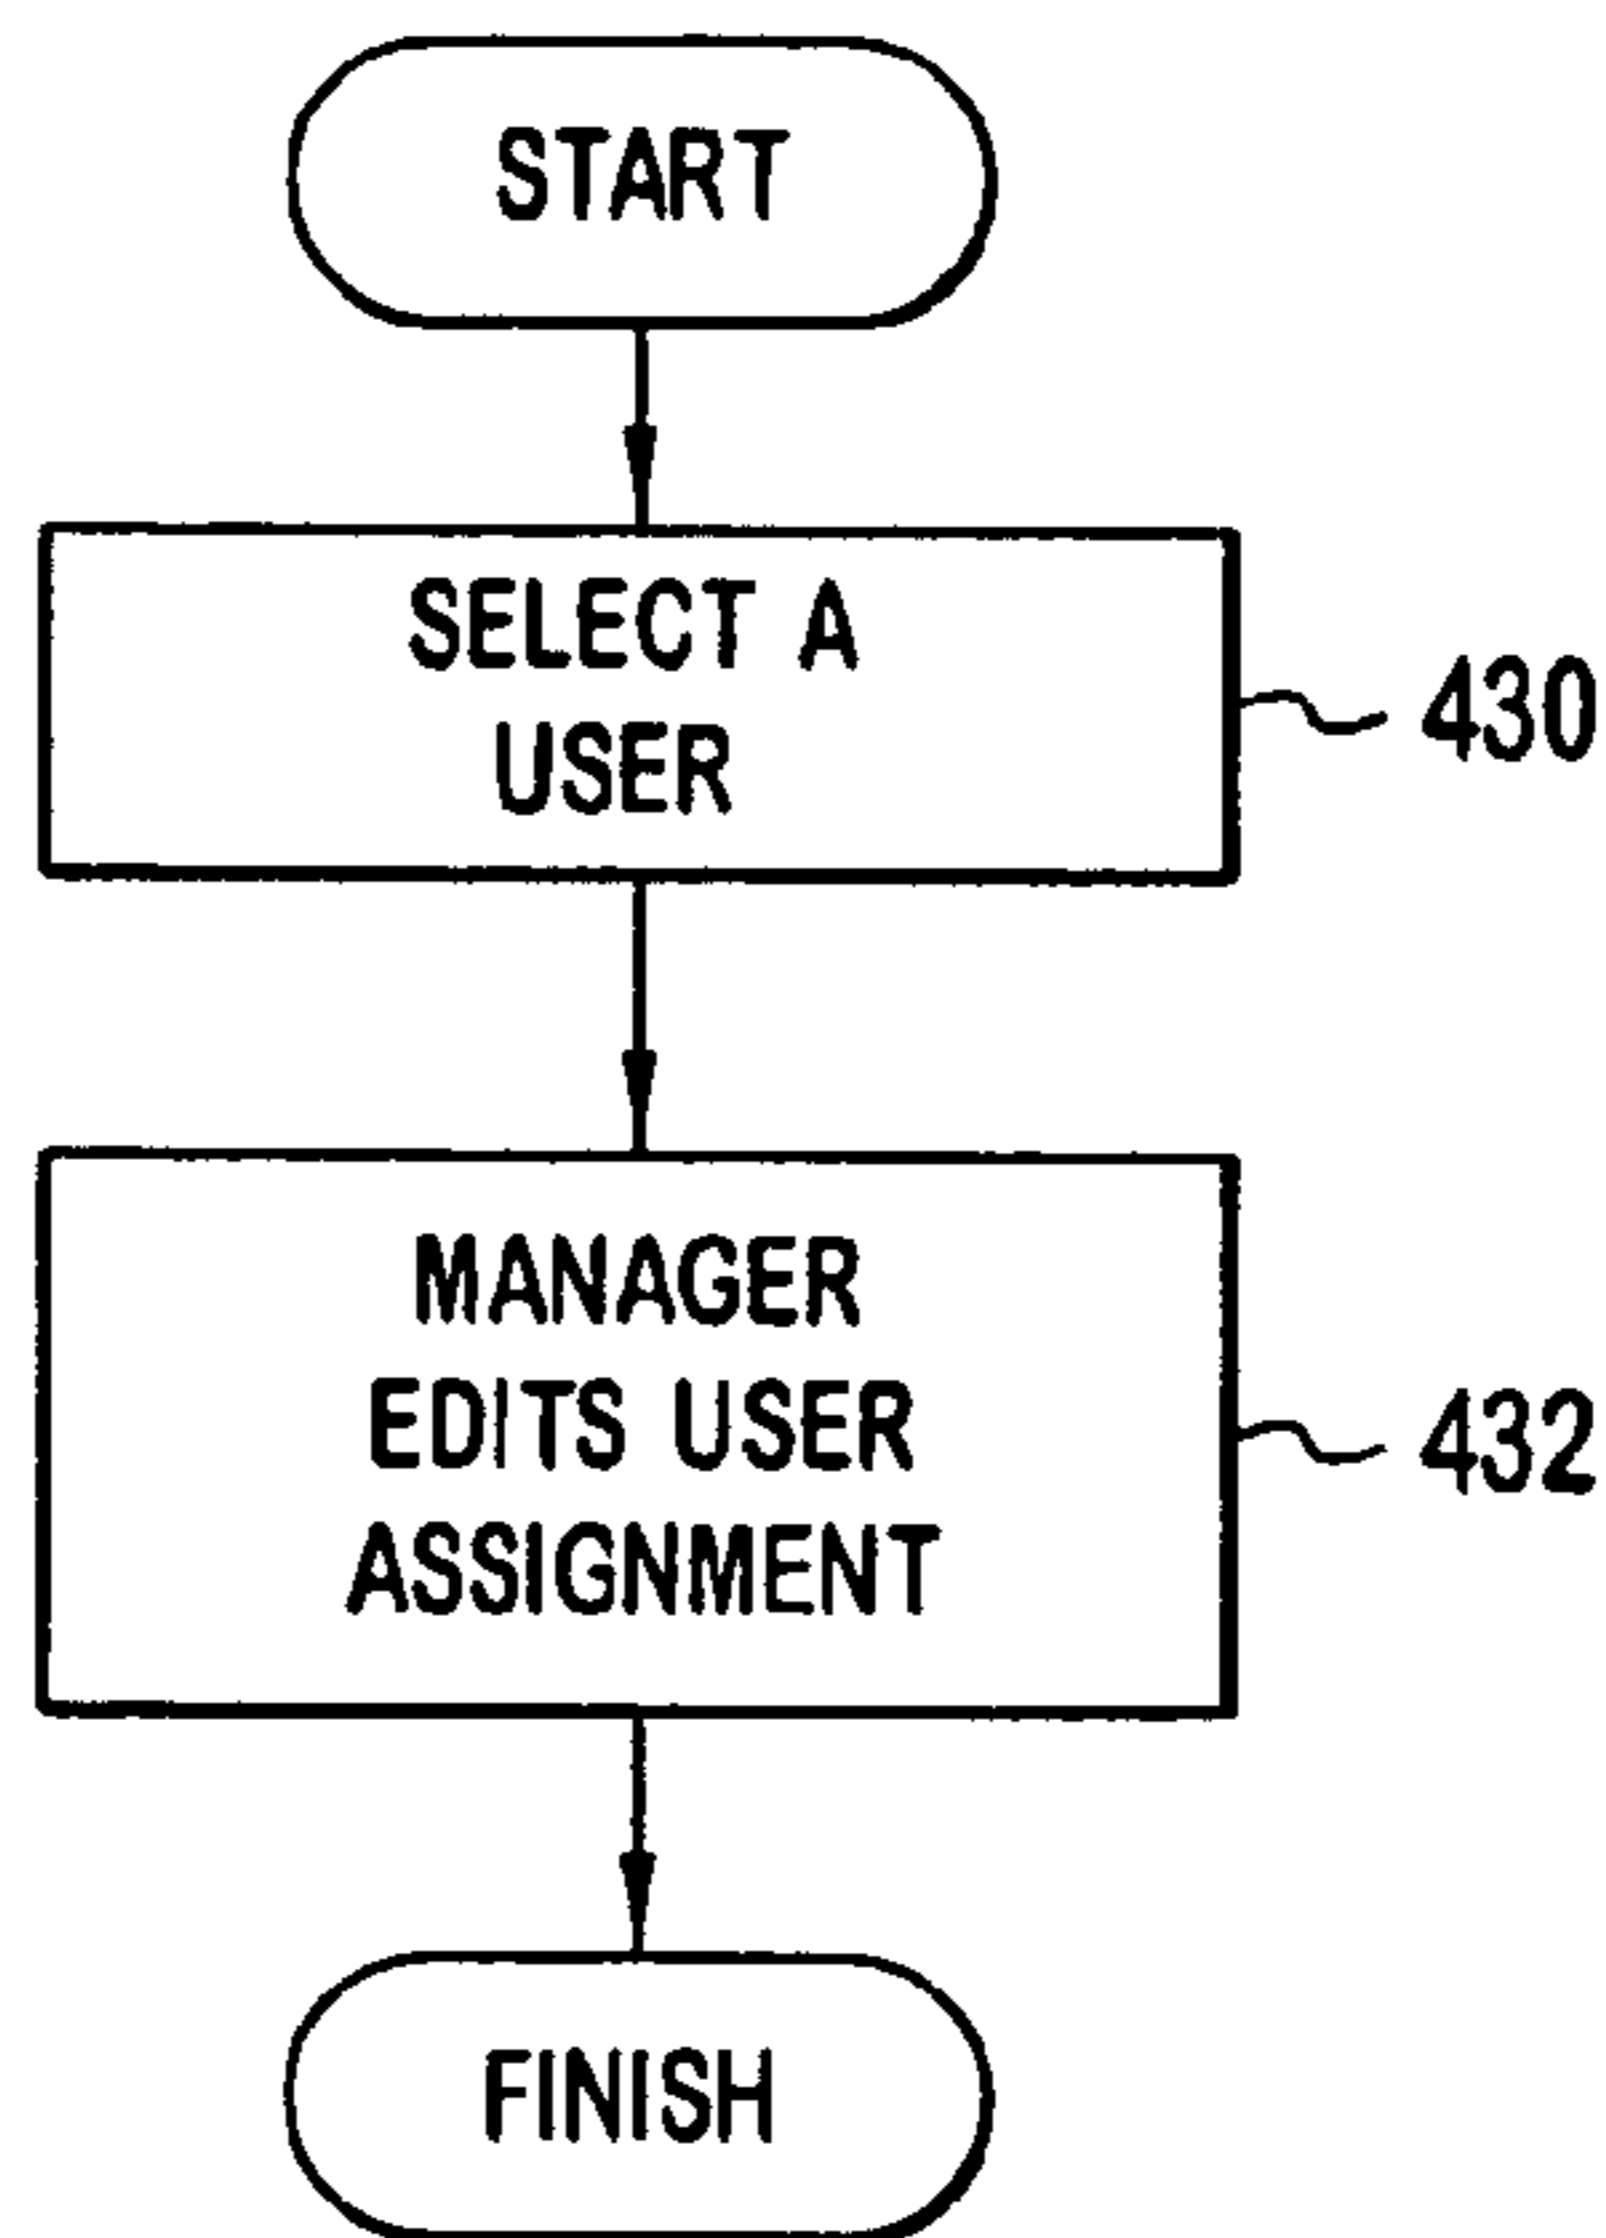 START
SELECT A
USER
430
MANAGER
EDITS USER
ASSIGNMENT
432
FINISH